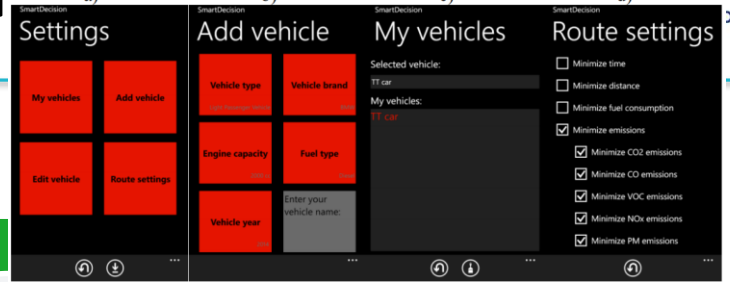 SmartDecision
Settings
My vehicles
Add vehicle
Edit vehicle
Route settings
SmartDecision
Add vehicle
Vehicle type
Vehicle brand
Engine capacity
Fuel type
Vehicle year
Enter your
vehicle name:
SmartDecision
My vehicles
Selected vehicle:
TT car
My vehicles:
TT car
SmartDecision
Route settings
Minimize time
Minimize distance
Minimize fuel consumption
Minimize emissions
Minimize CO2 emissions
Minimize CO emissions
Minimize VOC emissions
Minimize NOx emissions
Minimize PM emissions